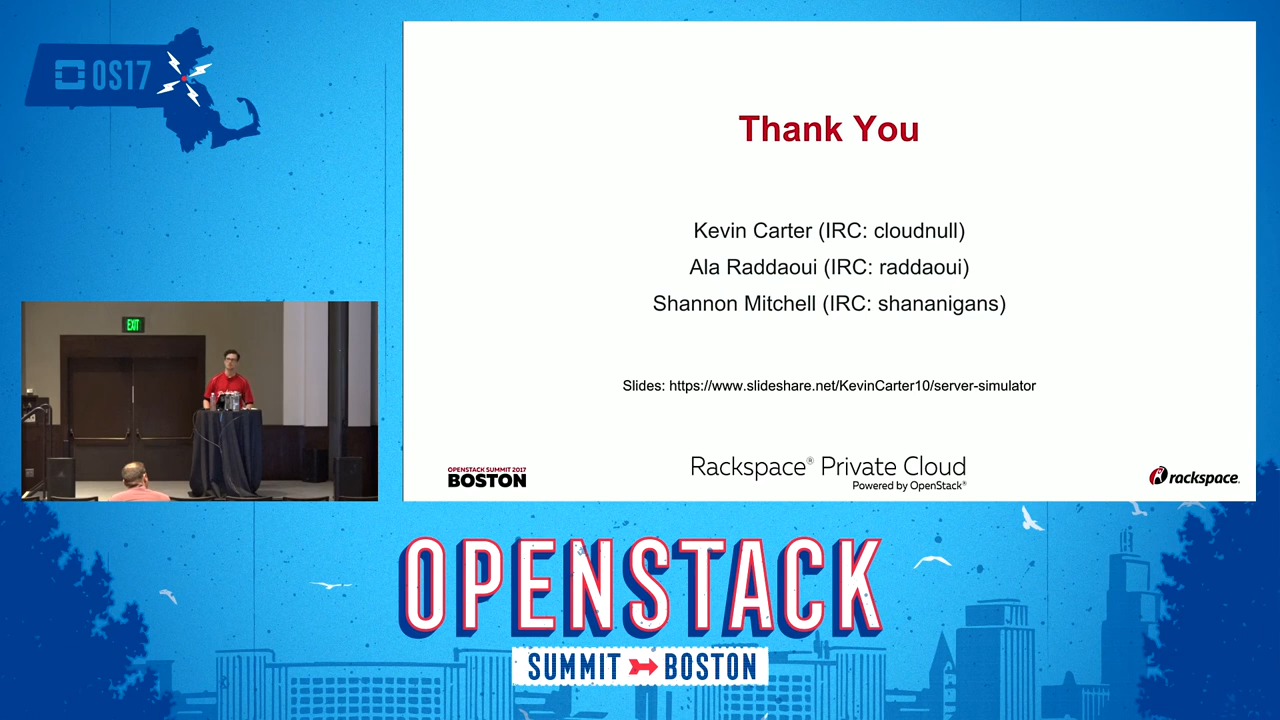 OS17
EXIT
Thank You
Kevin Carter (IRC: cloudnull)
Ala Raddaoui (IRC: raddaoui)
Shannon Mitchell (IRC: shananigans)
Slides: https://www.slideshare.net/KevinCarter10/server-simulator
OPENSTACK SUMMIT 2017
BOSTON
Rackspace® Private Cloud
Powered by OpenStack®
rackspace.
OPENSTACK
SUMMIT BOSTON